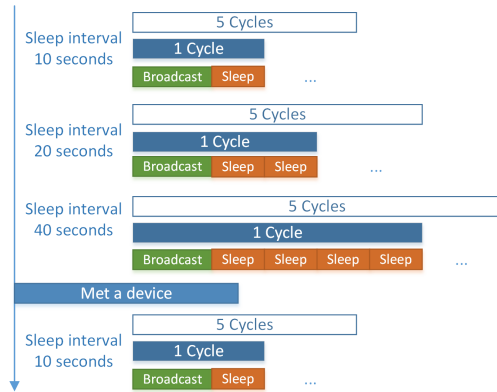 5 Cycles
Sleep interval
10 seconds
1 Cycle
Broadcast Sleep ...
5 Cycles
Sleep interval
20 seconds
1 Cycle
Broadcast Sleep Sleep ...
5 Cycles
Sleep interval
40 seconds
1 Cycle
Broadcast Sleep Sleep Sleep Sleep ...
Met a device
5 Cycles
Sleep interval
10 seconds
1 Cycle
Broadcast Sleep ...